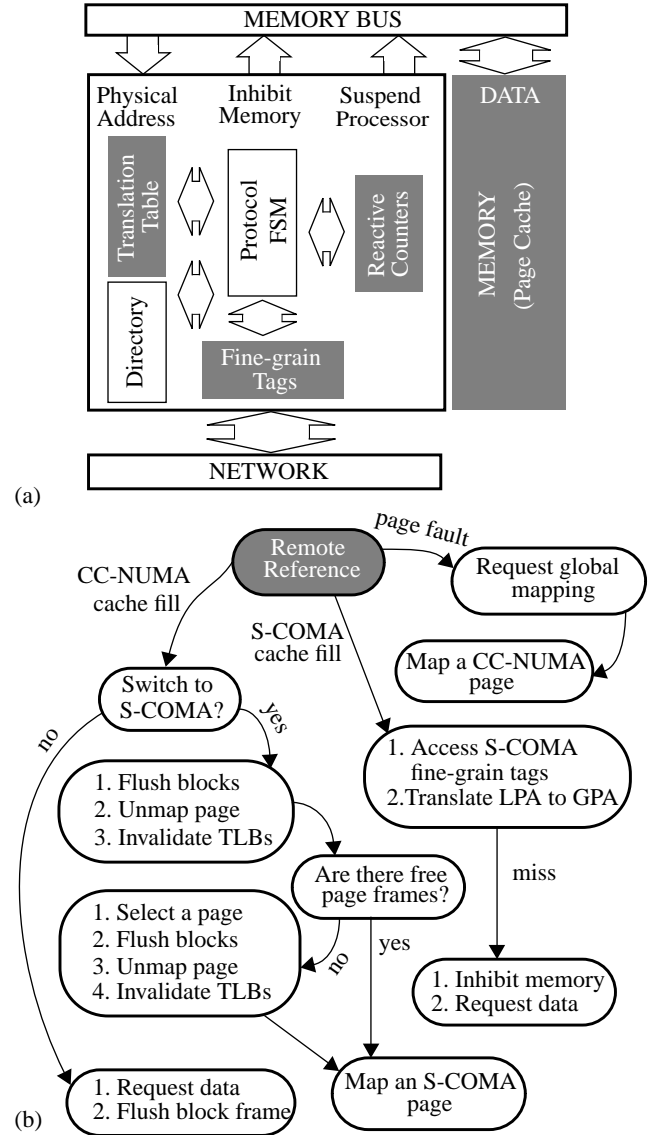 MEMORY BUS
Physical
Address
Inhibit
Memory
Suspend
Processor
DATA
Translation
Table
Protocol
FSM
Reactive
Counters
MEMORY
(Page Cache)
Directory
Fine-grain
Tags
NETWORK
(a)
Remote
Reference
page fault
Request global
mapping
CC-NUMA
cache fill
S-COMA
cache fill
Map a CC-NUMA
page
Switch to
S-COMA?
no
yes
1. Access S-COMA
fine-grain tags
2.Translate LPA to GPA
1. Flush blocks
2. Unmap page
3. Invalidate TLBs
Are there free
page frames?
miss
1. Select a page
2. Flush blocks
3. Unmap page
4. Invalidate TLBs
no
yes
1. Inhibit memory
2. Request data
Map an S-COMA
page
1. Request data
2. Flush block frame
(b)